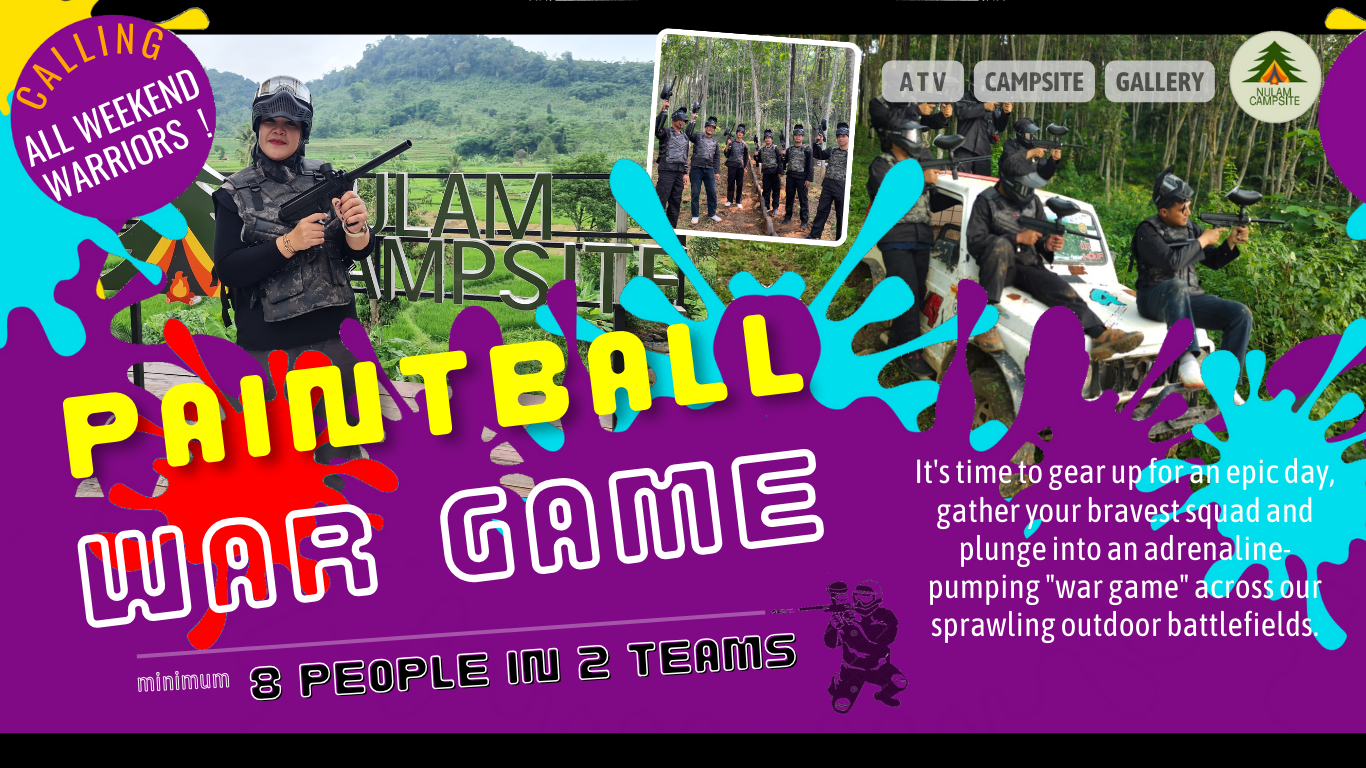 CALLING
ALL WEEKEND
WARRIORS !
ATV
CAMPSITE
GALLERY
NULAM
CAMPSITE
ULAM
AMPSITE
PAINTBALL
WAR GAME
minimum 8 PEOPLE IN 2 TEAMS
It's time to gear up for an epic day,
gather your bravest squad and
plunge into an adrenaline-
pumping "war game" across our
sprawling outdoor battlefields.